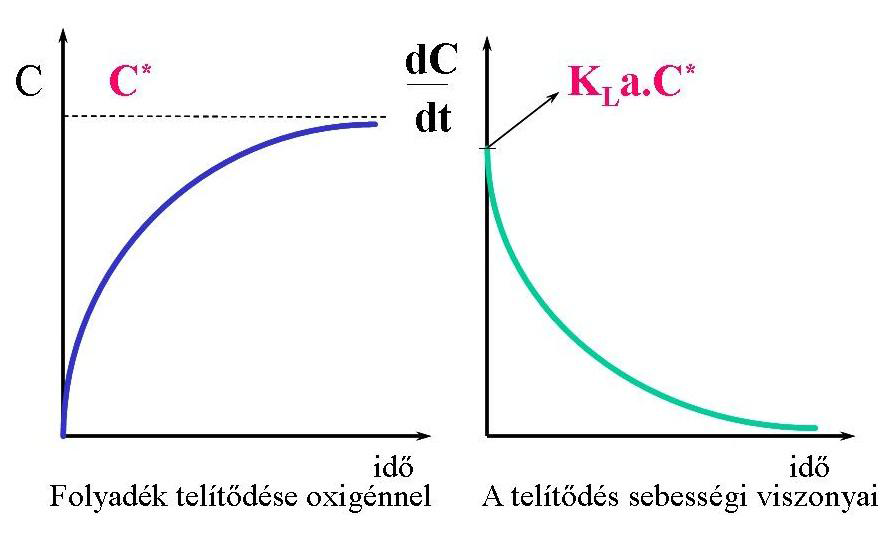 C
C*
idő
Folyadék telítődése oxigénnel
dC
dt
KLa.C*
idő
A telítődés sebességi viszonyai